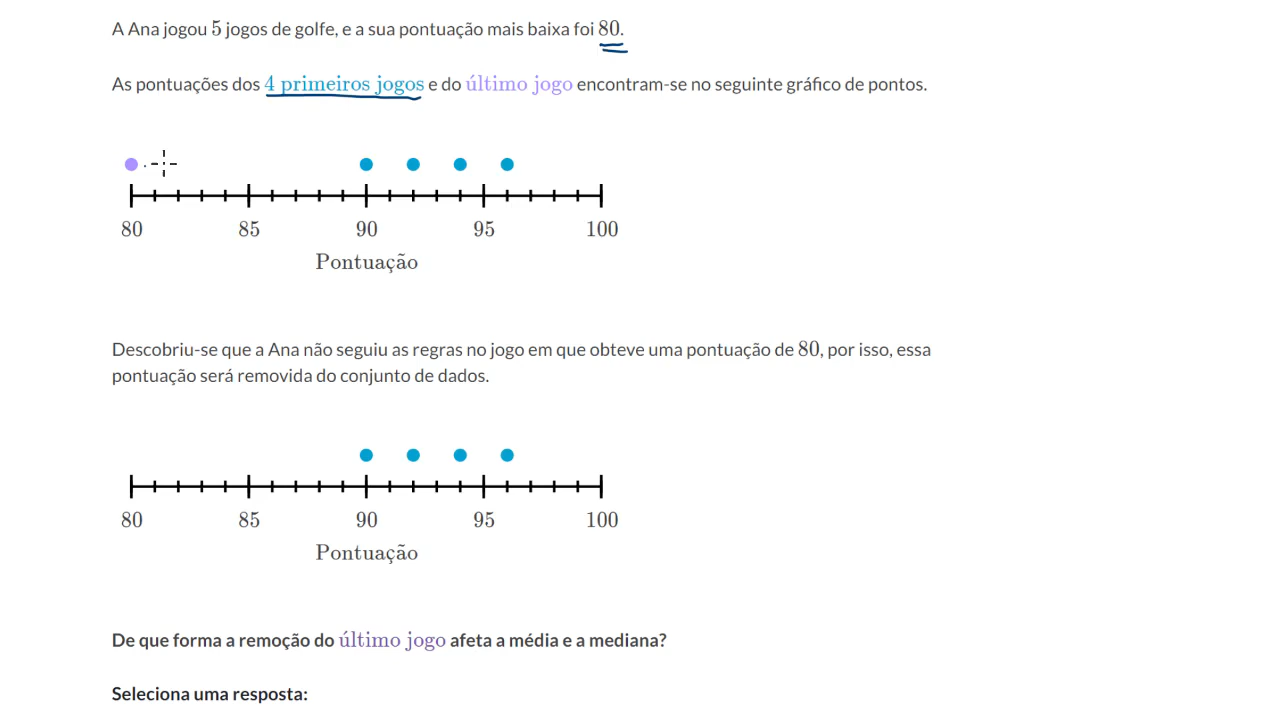 A Ana jogou 5 jogos de golfe, e a sua pontuação mais baixa foi 80.
As pontuações dos 4 primeiros jogos e do último jogo encontram-se no seguinte gráfico de pontos.
80 85 90 95 100
Pontuação
Descobriu-se que a Ana não seguiu as regras no jogo em que obteve uma pontuação de 80, por isso, essa
pontuação será removida do conjunto de dados.
80 85 90 95 100
Pontuação
De que forma a remoção do último jogo afeta a média e a mediana?
Seleciona uma resposta: